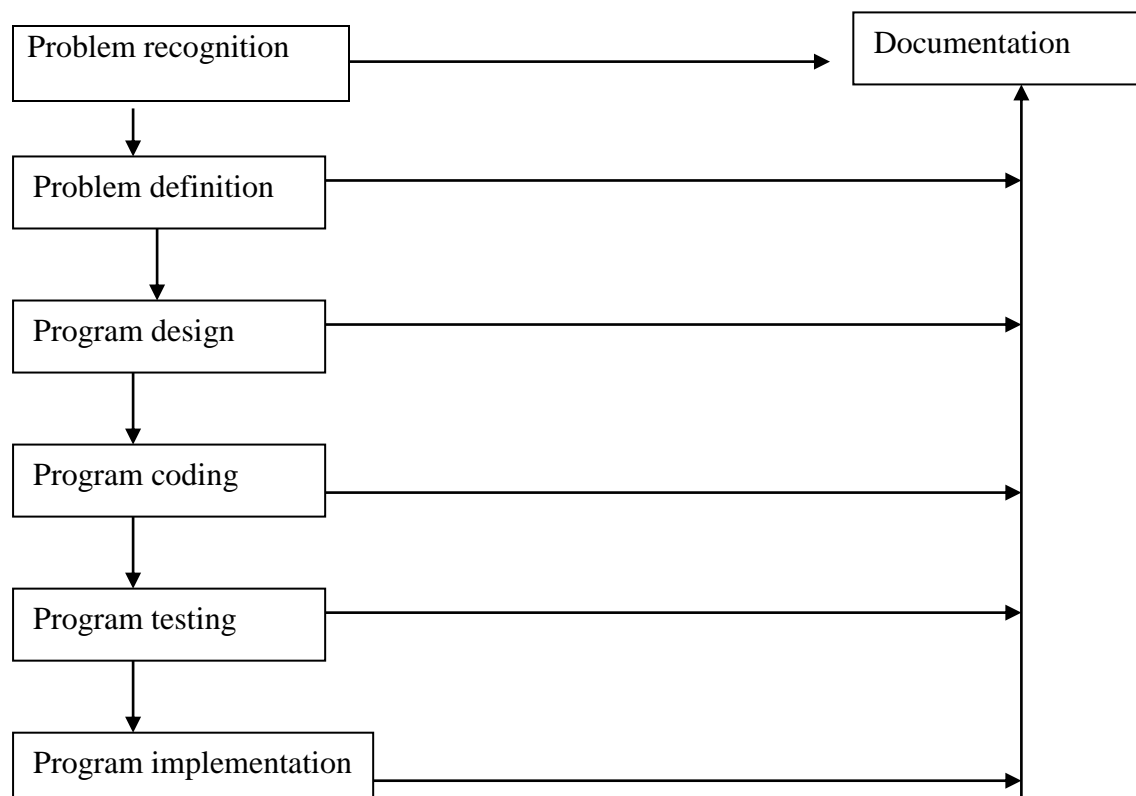 Problem recognition
Documentation
Problem definition
Program design
Program coding
Program testing
Program implementation